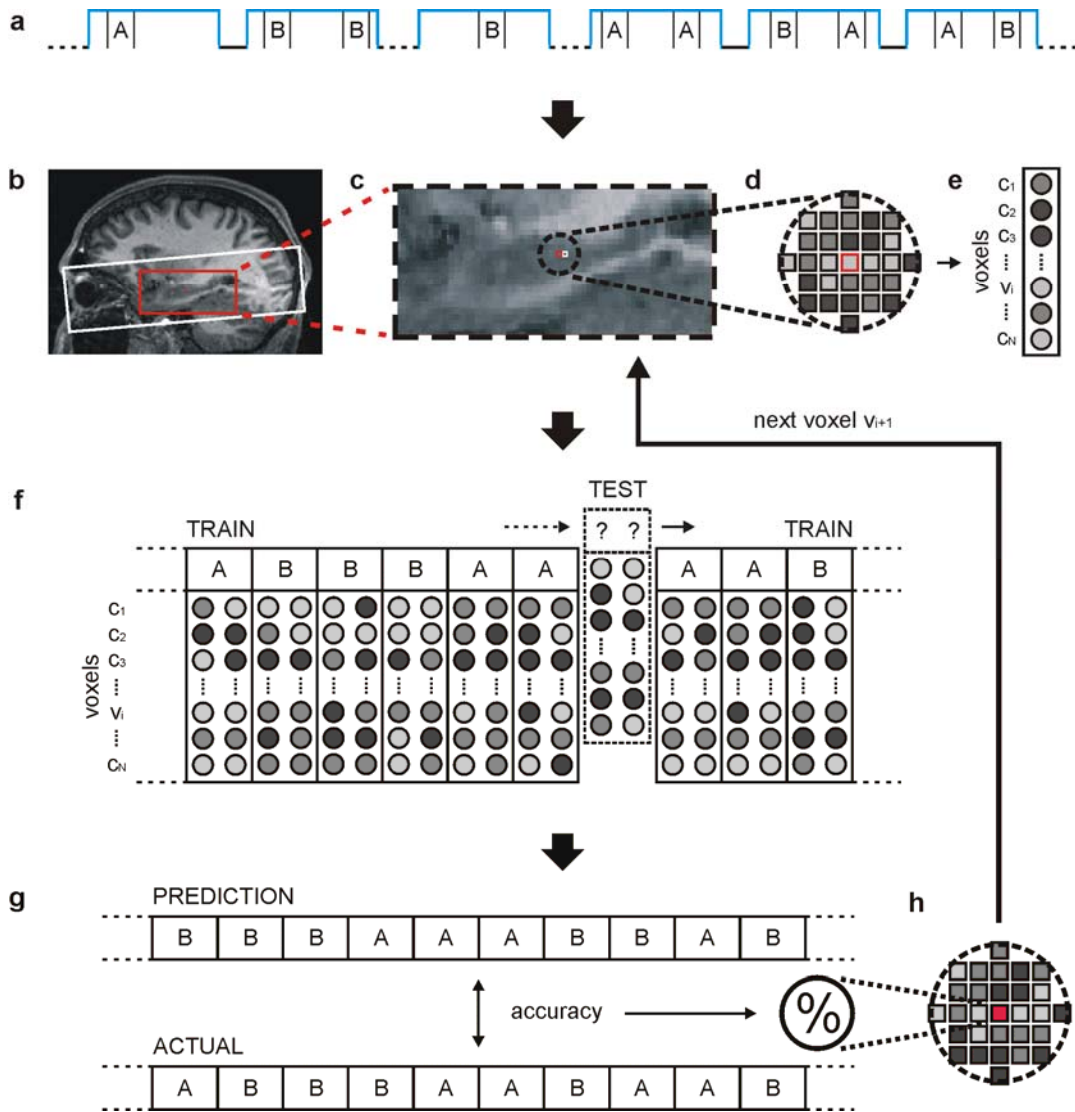 a A B B B A A B A A B
b c d e
C1
C2
C3
voxels
Vi
CN
next voxel vi+1
f
TEST
TRAIN ? ? TRAIN
A B B B A A A A B
C1
C2
C3
voxels
Vi
CN
g PREDICTION h
B B B A A A B B A B
accuracy %
ACTUAL
A B B B A A B A A B